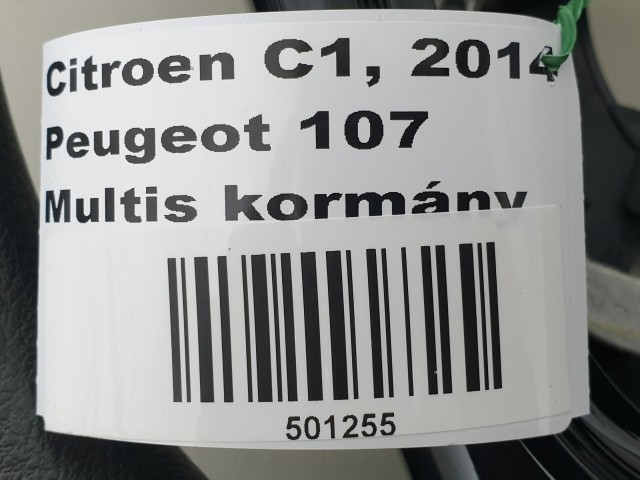 Citroen C1, 2014
Peugeot 107
Multis kormány
501255